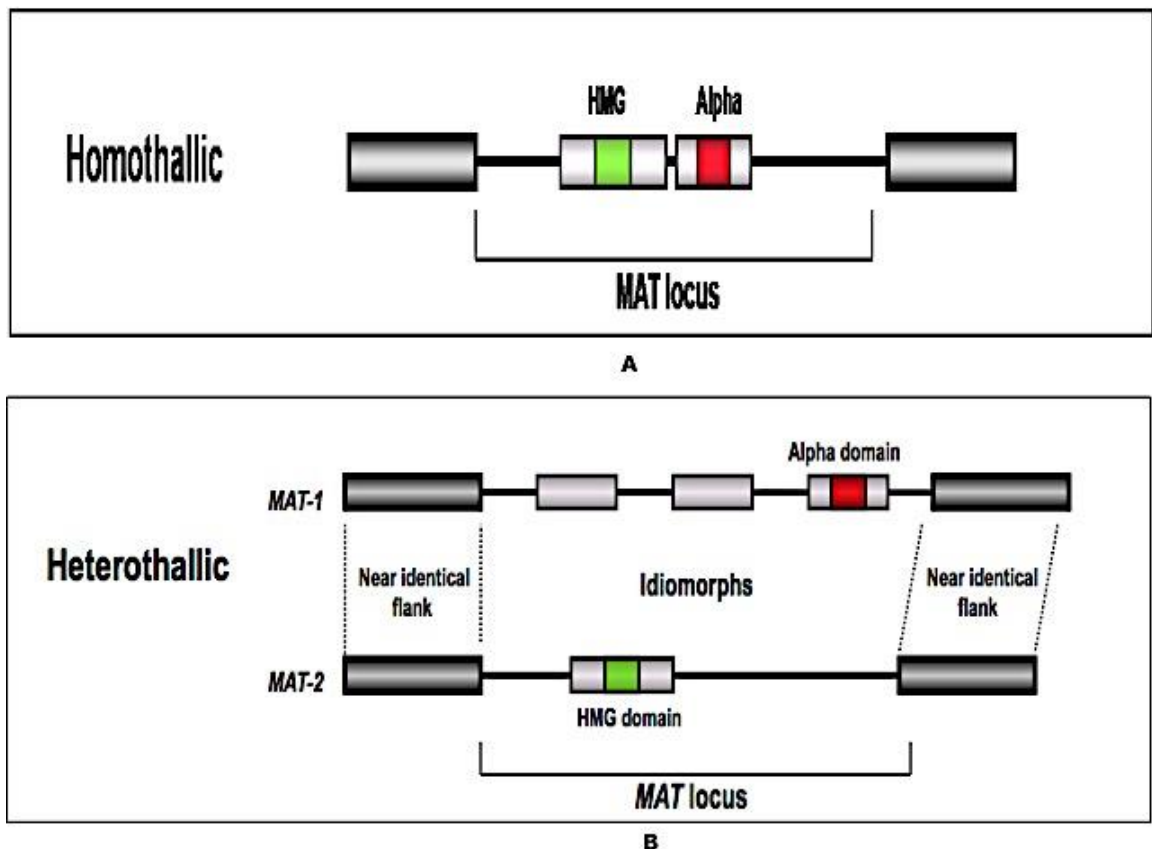 HMG Alpha
Homothallic
MAT locus
A
Alpha domain
MAT-1
Heterothallic
Near identical
flank
Idiomorphs
Near identical
flank
MAT-2
HMG domain
MAT locus
B